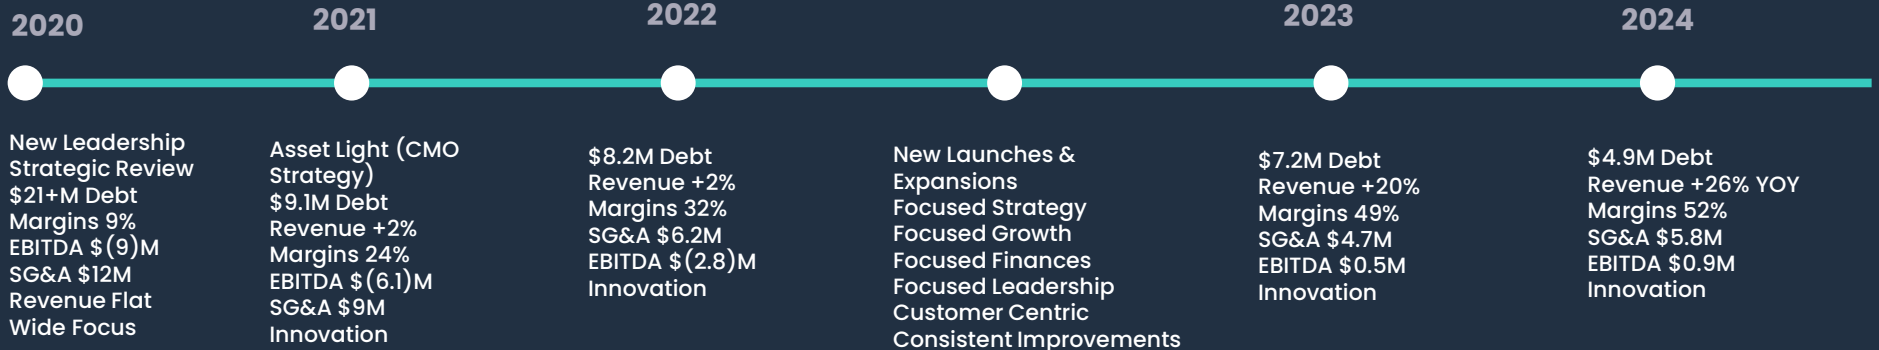 2020
New Leadership
Strategic Review
$21+M Debt
Margins 9%
EBITDA $(9)M
SG&A $12M
Revenue Flat
Wide Focus
2021
Asset Light (CMO
Strategy)
$9.1M Debt
Revenue +2%
Margins 24%
EBITDA $(6.1)M
SG&A $9M
Innovation
2022
$8.2M Debt
Revenue +2%
Margins 32%
SG&A $6.2M
EBITDA $(2.8)M
Innovation
New Launches &
Expansions
Focused Strategy
Focused Growth
Focused Finances
Focused Leadership
Customer Centric
Consistent Improvements
2023
$7.2M Debt
Revenue +20%
Margins 49%
SG&A $4.7M
EBITDA $0.5M
Innovation
2024
$4.9M Debt
Revenue +26% YOY
Margins 52%
SG&A $5.8M
EBITDA $0.9M
Innovation